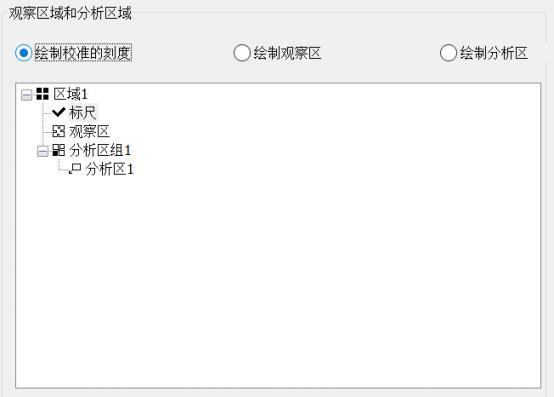 观察区域和分析区域
绘制校准的刻度 绘制观察区 绘制分析区
区域1
标尺
观察区
分析区组1
分析区1